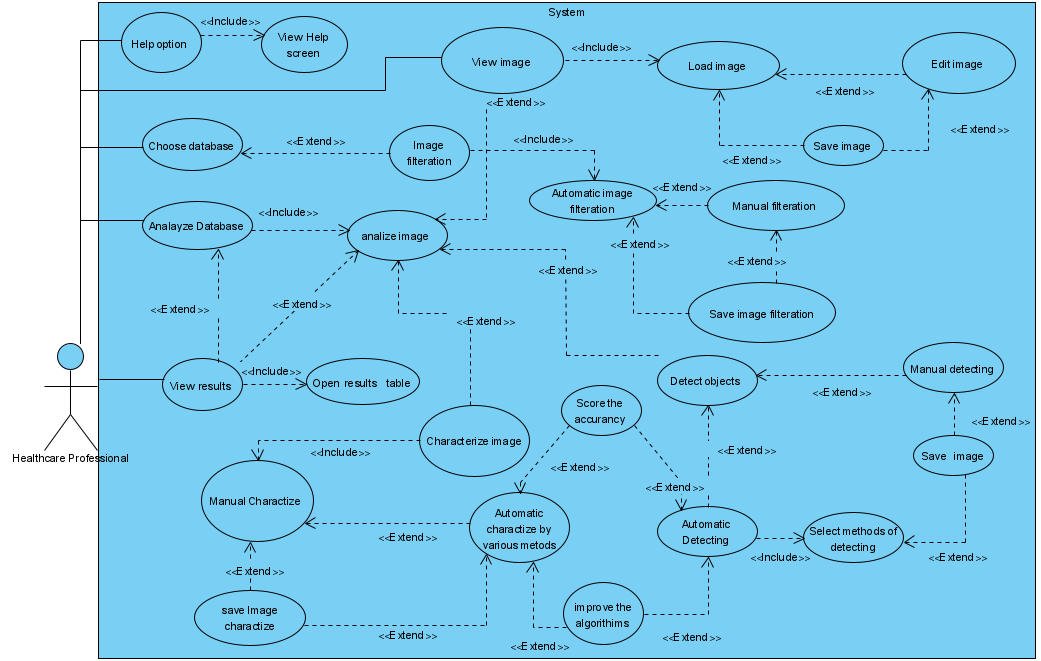 System
Help option
<<Include>>
View Help
screen
View image
<<Include>>
Load image
Edit image
<<Extend>>
<<Extend>>
<<Extend>>
Save image
<<Extend>>
Choose database
<<Extend>>
Image
filteration
<<Include>>
Automatic image
filteration
<<Extend>>
Manual filteration
Analayze Database
<<Include>>
analize image
<<Extend>>
<<Extend>>
<<Extend>>
Save image filteration
<<Extend>>
<<Extend>>
<<Extend>>
View results
<<Include>>
Open results table
Detect objects
<<Extend>>
Manual detecting
Score the
accurancy
<<Extend>>
Save image
Healthcare Professional
Characterize image
<<Include>>
<<Extend>>
<<Extend>>
<<Extend>>
Manual Charactize
<<Extend>>
Automatic
charactize by
various metods
Automatic
Detecting
<<Include>>
Select methods of
detecting
<<Extend>>
<<Extend>>
save Image
charactize
<<Extend>>
<<Extend>>
improve the
algorithims
<<Extend>>